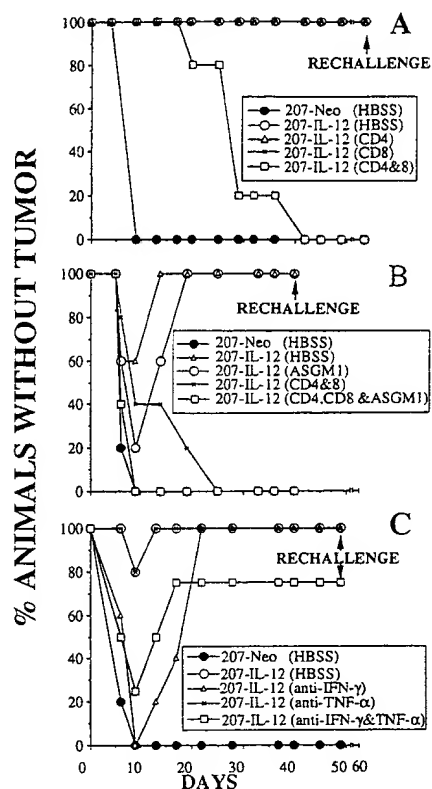 % ANIMALS WITHOUT TUMOR
A
100
80
60
40
20
0
RECHALLENGE
207-Neo (HBSS)
207-IL-12 (HBSS)
207-IL-12 (CD4)
207-IL-12 (CD8)
207-IL-12 (CD4&8)
B
100
80
60
40
20
0
RECHALLENGE
207-Neo (HBSS)
207-IL-12 (HBSS)
207-IL-12 (ASGM1)
207-IL-12 (CD4&8)
207-IL-12 (CD4,CD8 &ASGM1)
C
100
75
50
25
0
RECHALLENGE
207-Neo (HBSS)
207-IL-12 (HBSS)
207-IL-12 (anti-IFN-γ)
207-IL-12 (anti-TNF-α)
207-IL-12 (anti-IFN-γ&TNF-α)
0 10 20 30 40 50 60
DAYS